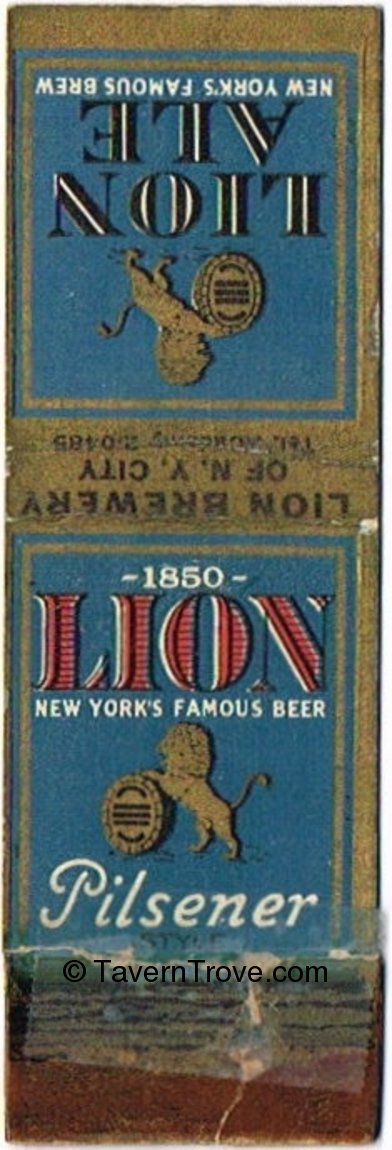 NEW YORK'S FAMOUS BREW
LION
ALE
LION BREWERY
OF N. Y. CITY
-1850-
LION
NEW YORK'S FAMOUS BEER
Pilsener
STYLE
© TavernTrove.com